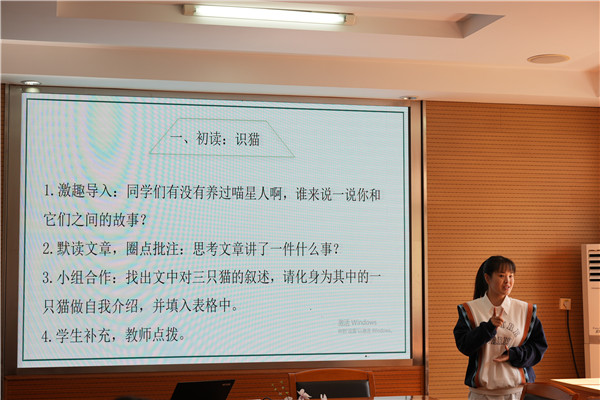 一、初读：识猫
1. 激趣导入：同学们有没有养过喵星人啊，谁来说一说你和
它们之间的故事？
2. 默读文章，圈点批注：思考文章讲了一件什么事？
3. 小组合作：找出文中对三只猫的叙述，请化身为其中的一
只猫做自我介绍，并填入表格中。
4. 学生补充，教师点拨。
激活 Windows